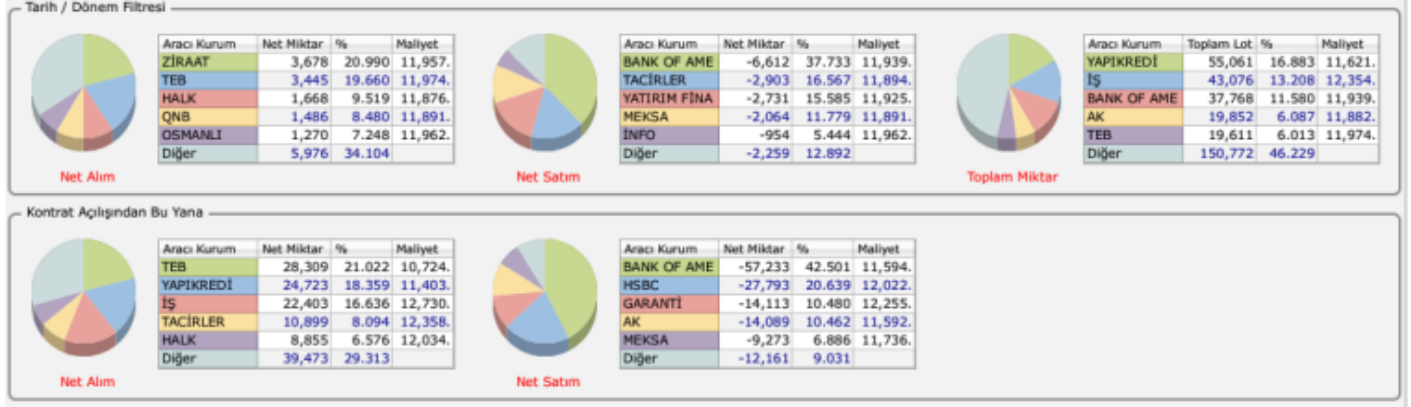 Tarih / Dönem Filtresi
Aracı Kurum Net Miktar % Maliyet
ZİRAAT 3,678 20.990 11,957.
TEB 3,445 19.660 11,974.
HALK 1,668 9.519 11,876.
QNB 1,486 8.480 11,891.
OSMANLI 1,270 7.248 11,962.
Diğer 5,976 34.104
Net Alım
Aracı Kurum Net Miktar % Maliyet
BANK OF AME -6,612 37.733 11,939.
TACİRLER -2,903 16.567 11,894.
YATIRIM FİNA -2,731 15.585 11,925.
MEKSA -2,064 11.779 11,891.
İNFO -954 5.444 11,962.
Diğer -2,259 12.892
Net Satım
Aracı Kurum Toplam Lot % Maliyet
YAPIKREDİ 55,061 16.883 11,621.
İŞ 43,076 13.208 12,354.
BANK OF AME 37,768 11.580 11,939.
AK 19,852 6.087 11,882.
TEB 19,611 6.013 11,974.
Diğer 150,772 46.229
Toplam Miktar
Kontrat Açılışından Bu Yana
Aracı Kurum Net Miktar % Maliyet
TEB 28,309 21.022 10,724.
YAPIKREDİ 24,723 18.359 11,403.
İŞ 22,403 16.636 12,730.
TACİRLER 10,899 8.094 12,358.
HALK 8,855 6.576 12,034.
Diğer 39,473 29.313
Net Alım
Aracı Kurum Net Miktar % Maliyet
BANK OF AME -57,233 42.501 11,594.
HSBC -27,793 20.639 12,022.
GARANTİ -14,113 10.480 12,255.
AK -14,089 10.462 11,592.
MEKSA -9,273 6.886 11,736.
Diğer -12,161 9.031
Net Satım